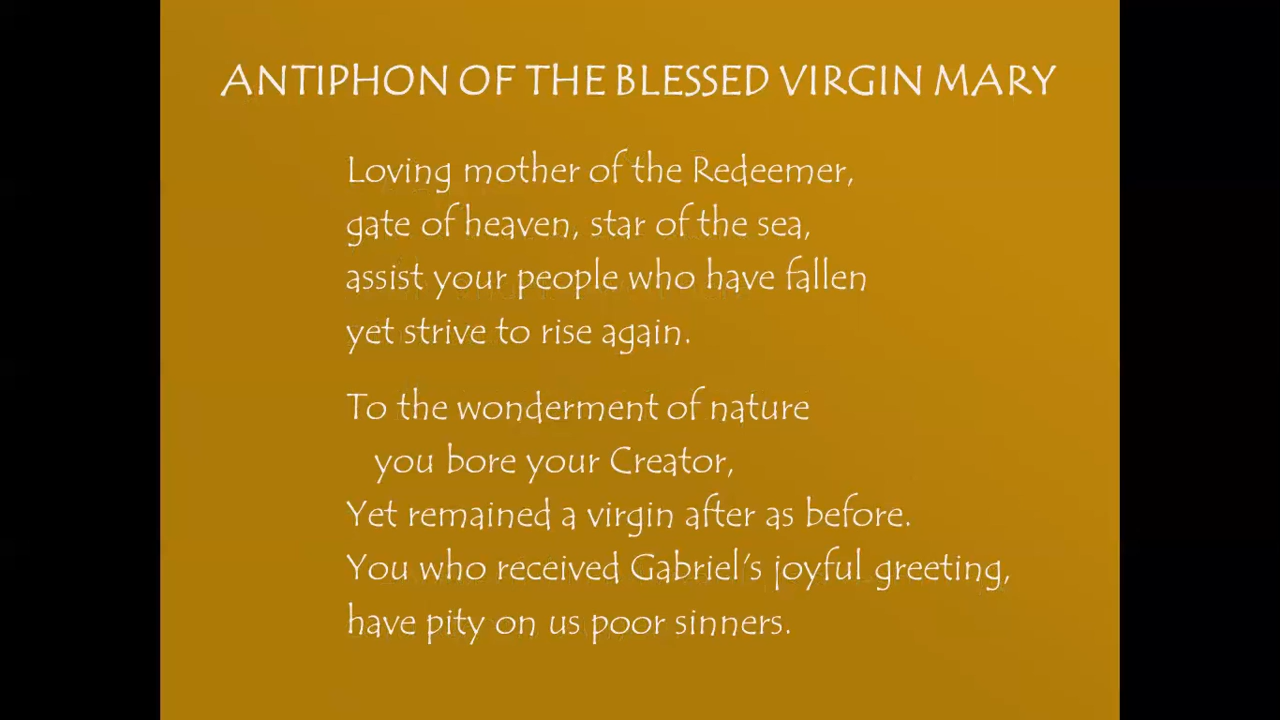 ANTIPHON OF THE BLESSED VIRGIN MARY
Loving mother of the Redeemer,
gate of heaven, star of the sea,
assist your people who have fallen
yet strive to rise again.
To the wonderment of nature
you bore your Creator,
Yet remained a virgin after as before.
You who received Gabriel’s joyful greeting,
have pity on us poor sinners.